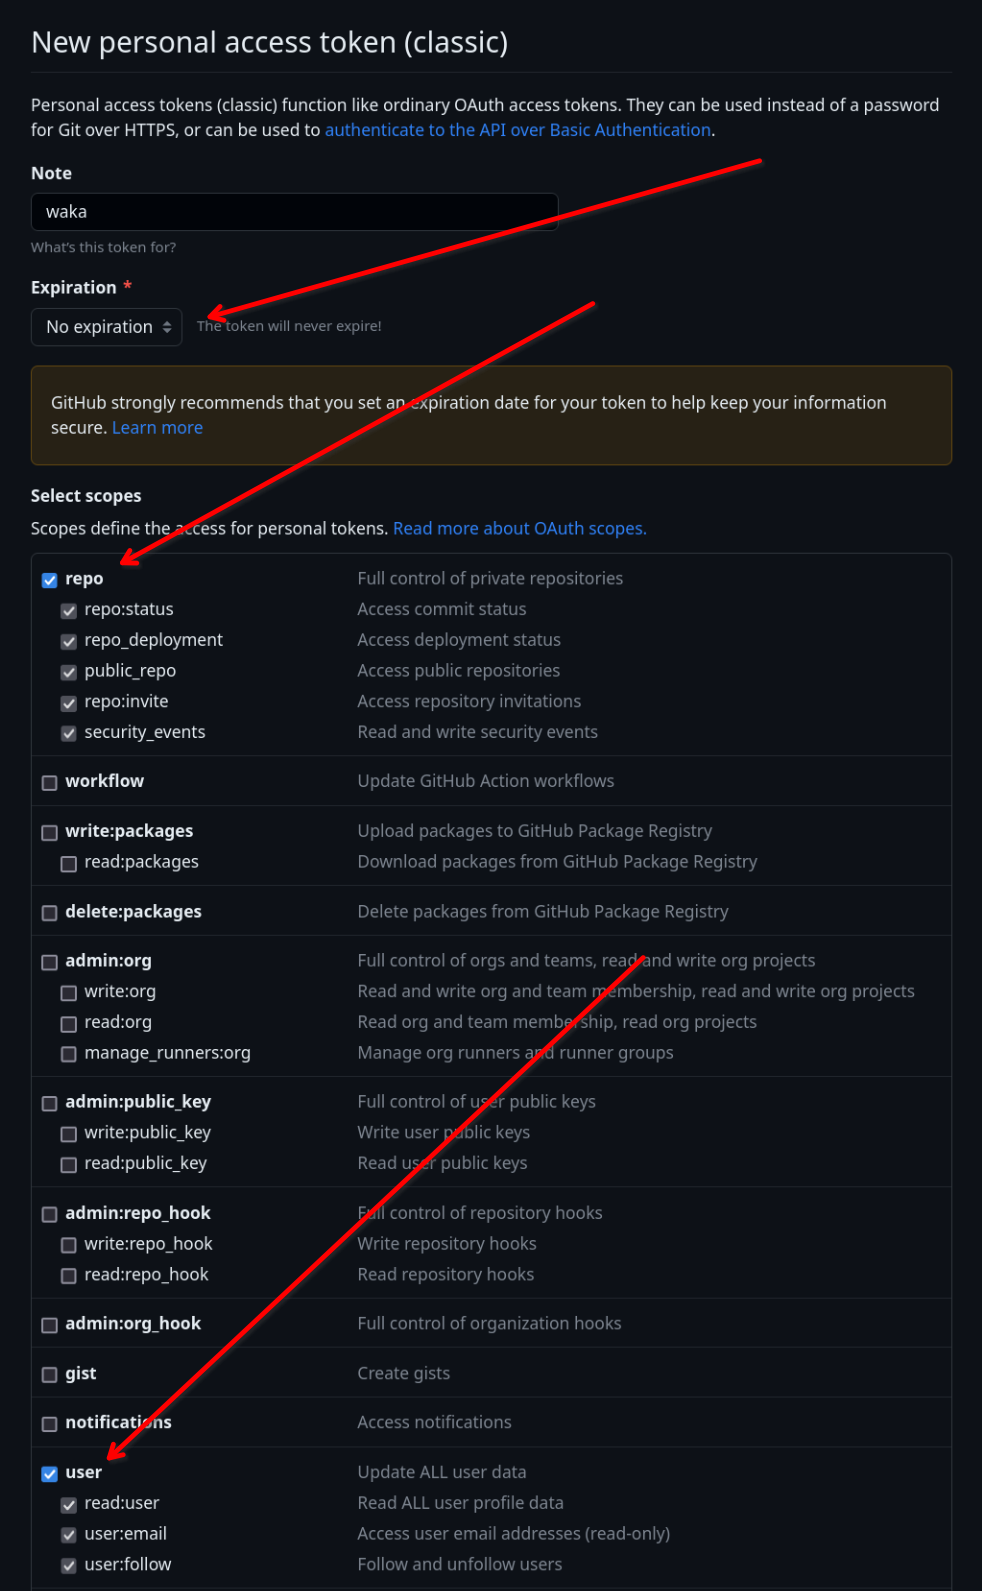 New personal access token (classic)
Personal access tokens (classic) function like ordinary OAuth access tokens. They can be used instead of a password
for Git over HTTPS, or can be used to authenticate to the API over Basic Authentication.
Note
waka
What's this token for?
Expiration *
No expiration The token will never expire!
GitHub strongly recommends that you set an expiration date for your token to help keep your information
secure. Learn more
Select scopes
Scopes define the access for personal tokens. Read more about OAuth scopes.
repo Full control of private repositories
repo:status Access commit status
repo_deployment Access deployment status
public_repo Access public repositories
repo:invite Access repository invitations
security_events Read and write security events
workflow Update GitHub Action workflows
write:packages Upload packages to GitHub Package Registry
read:packages Download packages from GitHub Package Registry
delete:packages Delete packages from GitHub Package Registry
admin:org Full control of orgs and teams, read and write org projects
write:org Read and write org and team membership, read and write org projects
read:org Read org and team membership, read org projects
manage_runners:org Manage org runners and runner groups
admin:public_key Full control of user public keys
write:public_key Write user public keys
read:public_key Read user public keys
admin:repo_hook Full control of repository hooks
write:repo_hook Write repository hooks
read:repo_hook Read repository hooks
admin:org_hook Full control of organization hooks
gist Create gists
notifications Access notifications
user Update ALL user data
read:user Read ALL user profile data
user:email Access user email addresses (read-only)
user:follow Follow and unfollow users